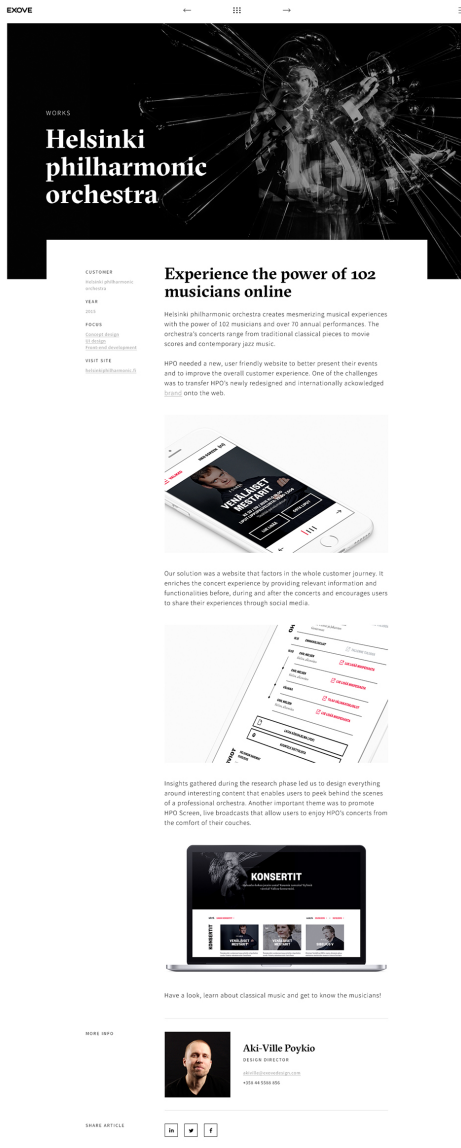 EXOVE
WORKS
Helsinki
philharmonic
orchestra
CUSTOMER
Helsinki philharmonic
orchestra
YEAR
FOCUS
Concept design
UI design
Front-end development
VISIT SITE
helsinkiphilharmonic.fi
Experience the power of 102
musicians online
Helsinki philharmonic orchestra creates mesmerizing musical experiences
with the power of 102 musicians and over 70 annual performances. The
orchestra's concerts range from traditional classical pieces to movie
scores and contemporary jazz music.
HPO needed a new, user friendly website to better present their events
and to improve the overall customer experience. One of the challenges
was to transfer HPO's newly redesigned and internationally ackowledged
brand onto the web.
VENÄLÄISET
MESTARIT
Our solution was a website that factors in the whole customer journey. It
enriches the concert experience by providing relevant information and
functionalities before, during and after the concerts and encourages users
to share their experiences through social media.
Insights gathered during the research phase led us to design everything
around interesting content that enables users to peek behind the scenes
of a professional orchestra. Another important theme was to promote
HPO Screen, live broadcasts that allow users to enjoy HPO's concerts from
the comfort of their couches.
KONSERTIT
KONSERTIT
VENÄLÄISET
MESTARIT
VENÄLÄISET
MESTARIT
Have a look, learn about classical music and get to know the musicians!
MORE INFO
Aki-Ville Poykio
DESIGN DIRECTOR
SHARE ARTICLE
in
f